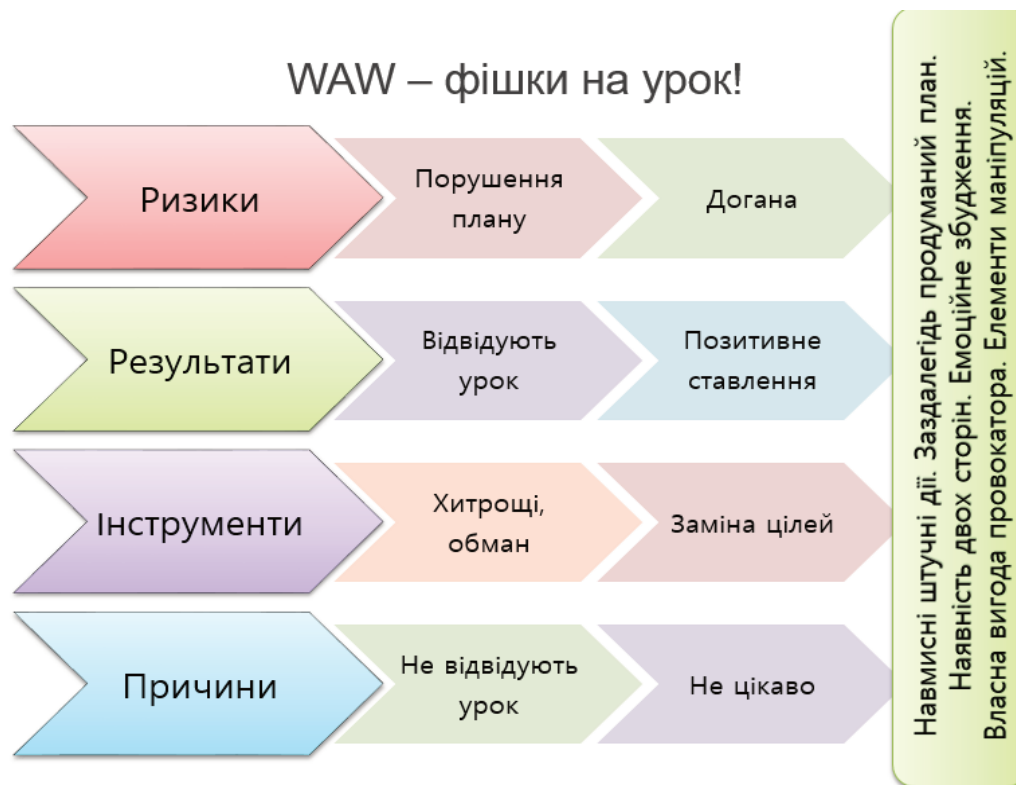 WAW – фішки на урок!
Ризики
Порушення
плану
Догана
Результати
Відвідують
урок
Позитивне
ставлення
Інструменти
Хитрощі,
обман
Заміна цілей
Причини
Не відвідують
урок
Не цікаво
Навмисні штучні дії. Заздалегідь продуманий план.
Наявність двох сторін. Емоційне збудження.
Власна вигода провокатора. Елементи маніпуляцій.